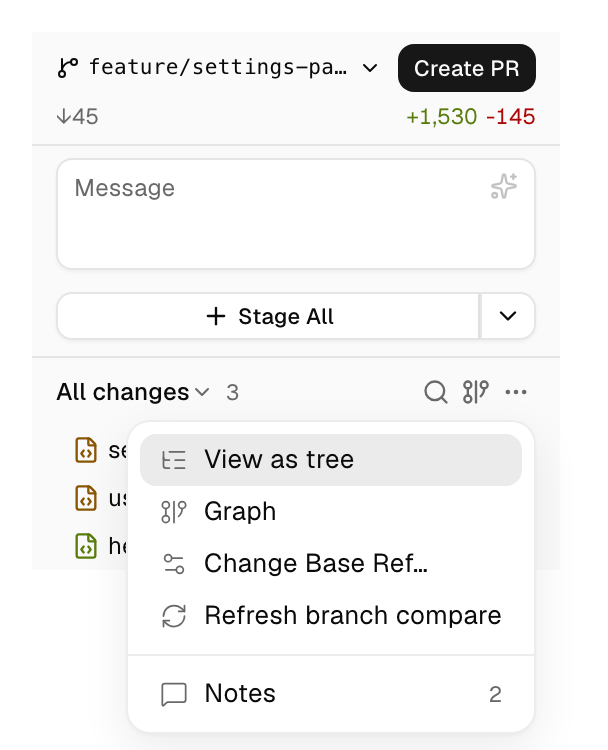 feature/settings-pa…
Create PR
↓45
+1,530 -145
Message
+ Stage All
All changes 3
View as tree
Graph
Change Base Ref…
Refresh branch compare
Notes 2